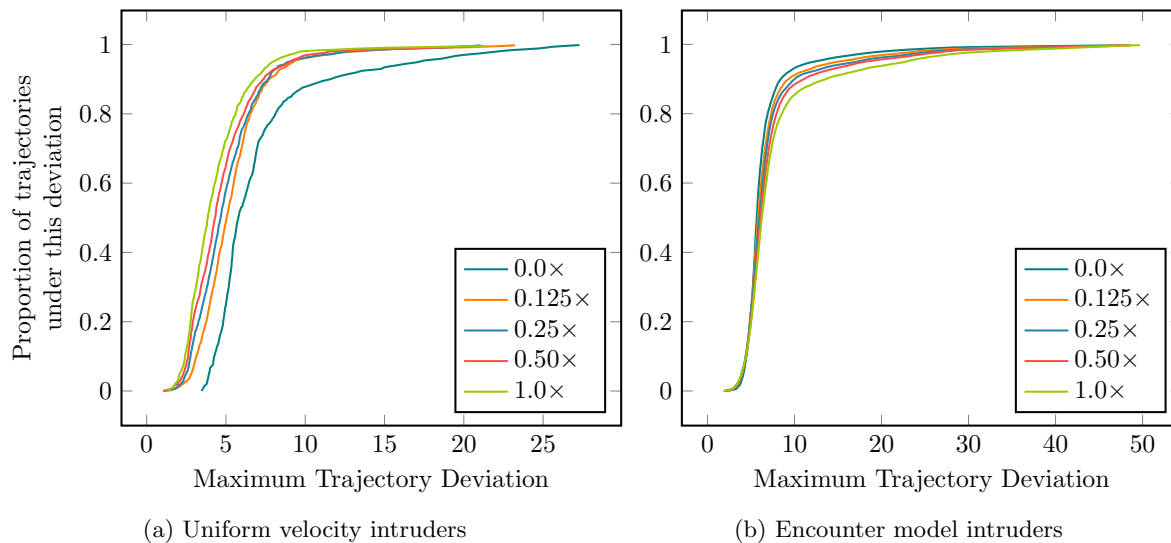 Proportion of trajectories
under this deviation
1
0.8
0.6
0.4
0.2
0
0 5 10 15 20 25
Maximum Trajectory Deviation
0.0×
0.125×
0.25×
0.50×
1.0×
(a) Uniform velocity intruders
1
0.8
0.6
0.4
0.2
0
0 10 20 30 40 50
Maximum Trajectory Deviation
0.0×
0.125×
0.25×
0.50×
1.0×
(b) Encounter model intruders